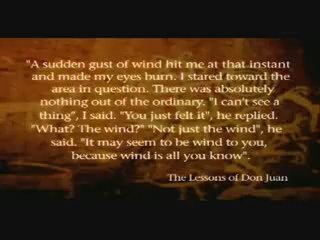 "A sudden gust of wind hit me at that instant
and made my eyes burn. I stared toward the
area in question. There was absolutely
nothing out of the ordinary. "I can't see a
thing", I said. "You just felt it", he replied.
"What? The wind?" "Not just the wind", he
said. "It may seem to be wind to you,
because wind is all you know".
The Lessons of Don Juan